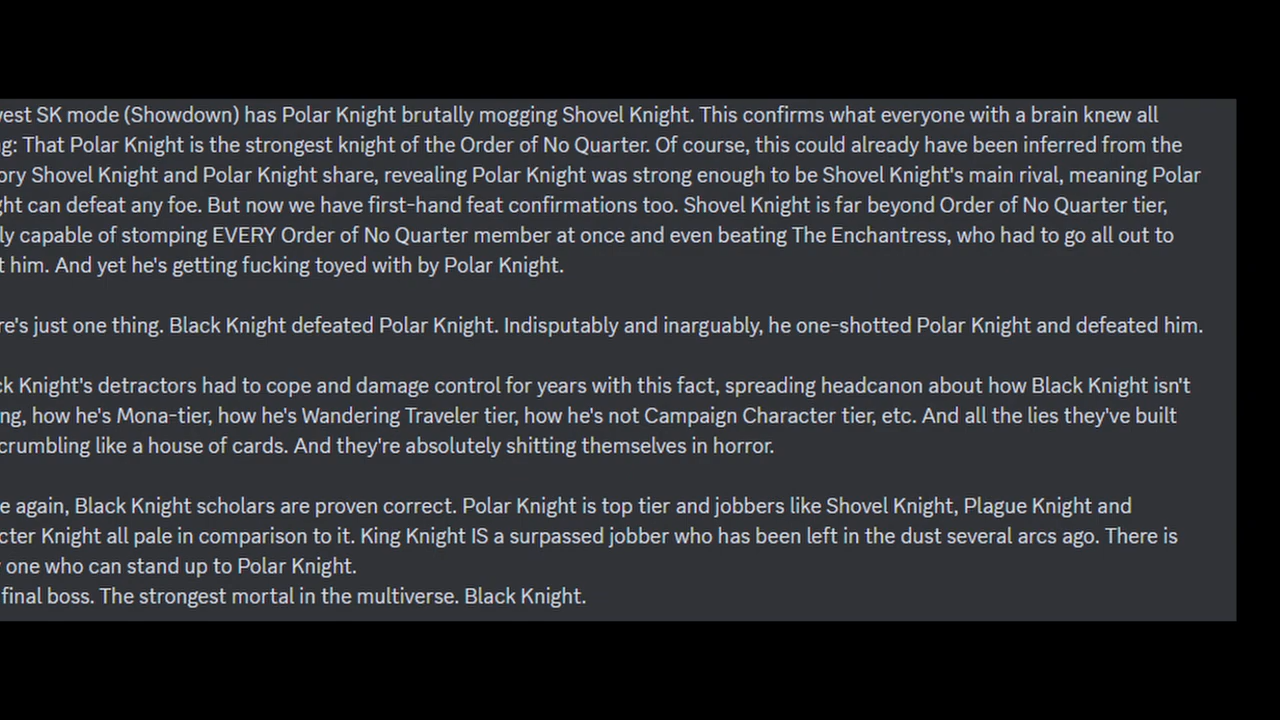 vest SK mode (Showdown) has Polar Knight brutally mogging Shovel Knight. This confirms what everyone with a brain knew all
g: That Polar Knight is the strongest knight of the Order of No Quarter. Of course, this could already have been inferred from the
ory Shovel Knight and Polar Knight share, revealing Polar Knight was strong enough to be Shovel Knight's main rival, meaning Polar
ght can defeat any foe. But now we have first-hand feat confirmations too. Shovel Knight is far beyond Order of No Quarter tier,
ly capable of stomping EVERY Order of No Quarter member at once and even beating The Enchantress, who had to go all out to
t him. And yet he's getting fucking toyed with by Polar Knight.
re's just one thing. Black Knight defeated Polar Knight. Indisputably and inarguably, he one-shotted Polar Knight and defeated him.
ck Knight's detractors had to cope and damage control for years with this fact, spreading headcanon about how Black Knight isn't
ng, how he's Mona-tier, how he's Wandering Traveler tier, how he's not Campaign Character tier, etc. And all the lies they've built
crumbling like a house of cards. And they're absolutely shitting themselves in horror.
e again, Black Knight scholars are proven correct. Polar Knight is top tier and jobbers like Shovel Knight, Plague Knight and
cter Knight all pale in comparison to it. King Knight IS a surpassed jobber who has been left in the dust several arcs ago. There is
one who can stand up to Polar Knight.
final boss. The strongest mortal in the multiverse. Black Knight.